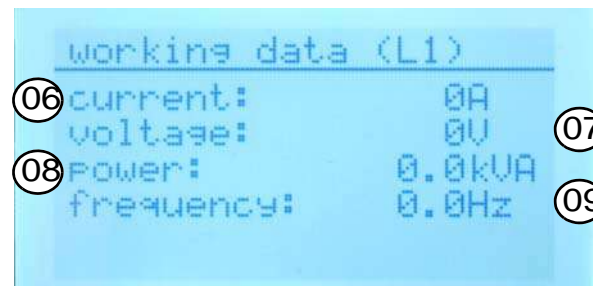 working data (L1)
06 current: 0A
voltage: 0V 07
08 power: 0.0kVA
frequency: 0.0Hz 09